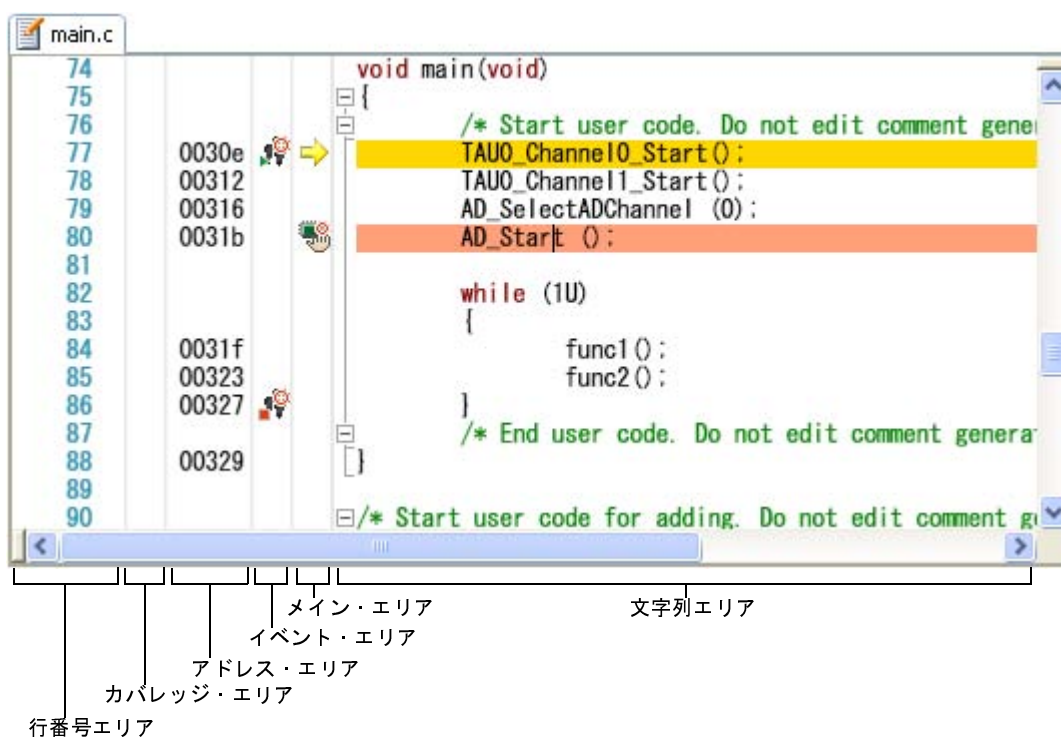 main.c
74 void main(void)
75 {
76 /* Start user code. Do not edit comment gene
77 0030e TAU0_Channel0_Start();
78 00312 TAU0_Channel1_Start();
79 00316 AD_SelectADChannel (0);
80 0031b AD_Start ();
81
82 while (1U)
83 {
84 0031f func1();
85 00323 func2();
86 00327 }
87 /* End user code. Do not edit comment genera
88 00329 }
89
90 /* Start user code for adding. Do not edit comment g
メイン・エリア
文字列エリア
イベント・エリア
アドレス・エリア
カバレッジ・エリア
行番号エリア